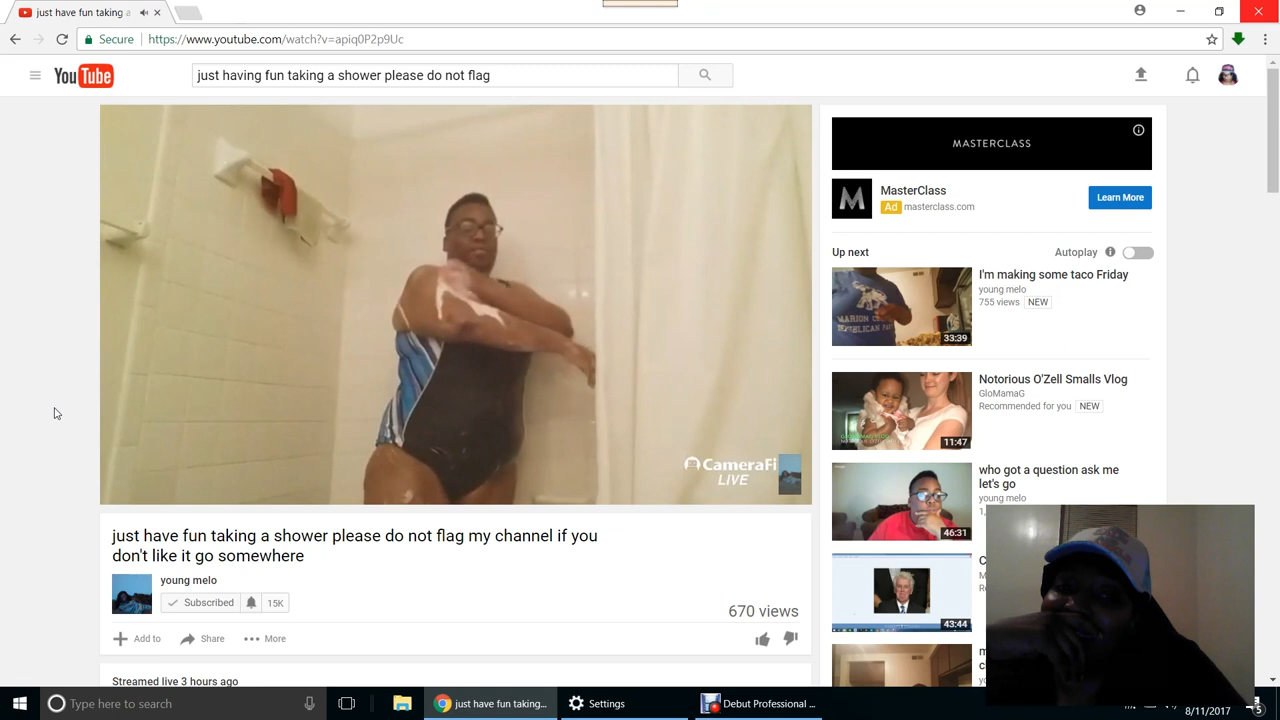 just have fun taking a
Secure
https://www.youtube.com/watch?v=apiq0P2p9Uc
YouTube
just having fun taking a shower please do not flag
MASTERCLASS
M
MasterClass
Ad masterclass.com
Learn More
Up next
Autoplay
I'm making some taco Friday
young melo
755 views NEW
33:39
Notorious O'Zell Smalls Vlog
GloMamaG
Recommended for you NEW
11:47
who got a question ask me
let's go
young melo
46:31
43:44
CameraFi
LIVE
just have fun taking a shower please do not flag my channel if you
don't like it go somewhere
young melo
Subscribed 15K
670 views
Add to Share More
Streamed live 3 hours ago
Type here to search
just have fun taking...
Settings
Debut Professional ...
8/11/2017
5